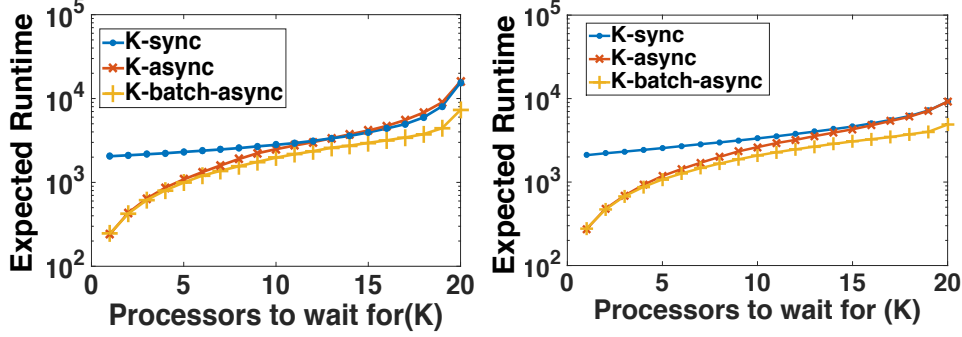 Expected Runtime
10^5
10^4
10^3
10^2
K-sync
K-async
K-batch-async
0 5 10 15 20
Processors to wait for(K)
Expected Runtime
10^5
10^4
10^3
10^2
K-sync
K-async
K-batch-async
0 5 10 15 20
Processors to wait for (K)